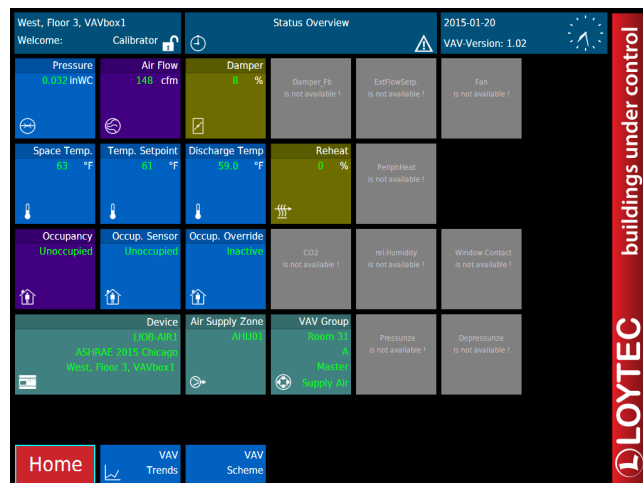 West, Floor 3, VAVbox1
Welcome: Calibrator
Status Overview
2015-01-20
VAV-Version: 1.02
Pressure
0.032 inWC
Air Flow
148 cfm
Damper
8 %
Damper_Fb
is not available !
ExtFlowSetp.
is not available !
Fan
is not available !
Space Temp.
63 °F
Temp. Setpoint
61 °F
Discharge Temp
59.0 °F
Reheat
0 %
PeriphHeat
is not available !
Occupancy
Unoccupied
Occup. Sensor
Unoccupied
Occup. Override
Inactive
CO2
is not available !
rel.Humidity
is not available !
Window Contact
is not available !
Device
LIOB-AIR1
ASHRAE 2015 Chicago
West, Floor 3, VAVbox1
Air Supply Zone
AHU01
VAV Group
Room 31
A
Master
Supply Air
Pressurize
is not available !
Depressurize
is not available !
Home
VAV
Trends
VAV
Scheme
buildings under control
LOYTEC